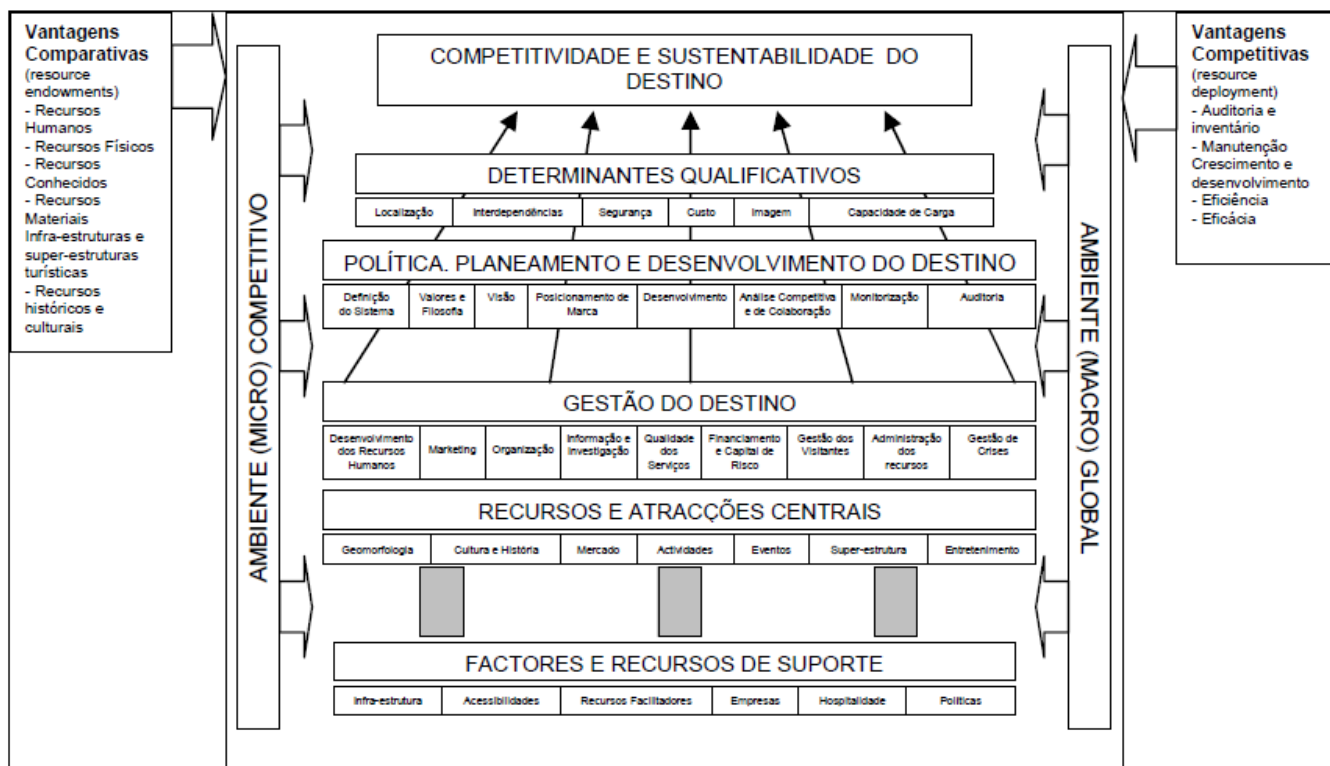 Vantagens
Comparativas
(resource
endowments)
- Recursos
Humanos
- Recursos Físicos
- Recursos
Conhecidos
- Recursos
Materiais
Infra-estruturas e
super-estruturas
turísticas
- Recursos
históricos e
culturais
AMBIENTE (MICRO) COMPETITIVO
COMPETITIVIDADE E SUSTENTABILIDADE DO
DESTINO
DETERMINANTES QUALIFICATIVOS
Localização
Interdependências
Segurança
Custo
Imagem
Capacidade de Carga
POLÍTICA. PLANEAMENTO E DESENVOLVIMENTO DO DESTINO
Definição
do Sistema
Valores e
Filosofia
Visão
Posicionamento de
Marca
Desenvolvimento
Análise Competitiva
e de Colaboração
Monitorização
Auditoria
GESTÃO DO DESTINO
Desenvolvimento
dos Recursos
Humanos
Marketing
Organização
Informação e
Investigação
Qualidade
dos
Serviços
Financiamento
e Capital de
Risco
Gestão dos
Visitantes
Administração
dos
recursos
Gestão de
Crises
RECURSOS E ATRACÇÕES CENTRAIS
Geomorfologia
Cultura e História
Mercado
Actividades
Eventos
Super-estrutura
Entretenimento
FACTORES E RECURSOS DE SUPORTE
Infra-estrutura
Acessibilidades
Recursos Facilitadores
Empresas
Hospitalidade
Políticas
AMBIENTE (MACRO) GLOBAL
Vantagens
Competitivas
(resource
deployment)
- Auditoria e
inventário
- Manutenção
Crescimento e
desenvolvimento
- Eficiência
- Eficácia